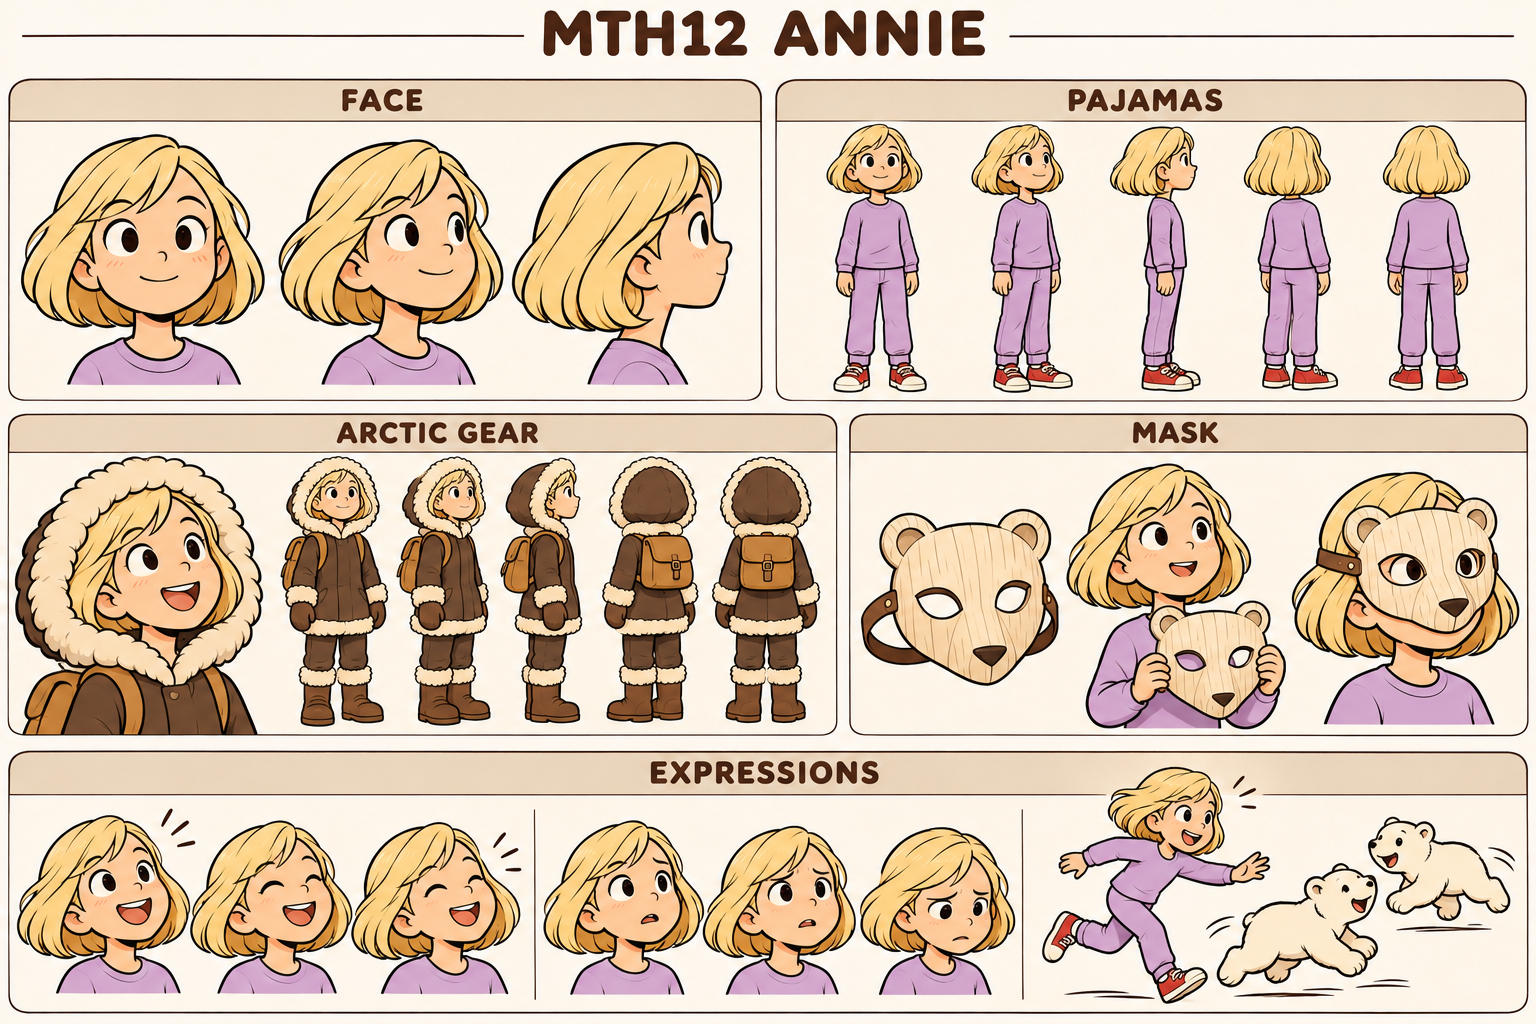 MTH12 ANNIE
FACE
PAJAMAS
ARCTIC GEAR
MASK
EXPRESSIONS